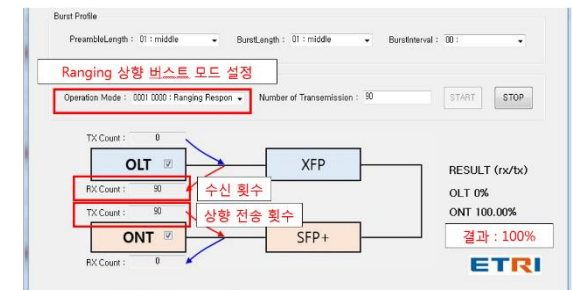 Burst Profile
PreambleLength : 01 : middle BurstLength : 01 : middle BurstInterval : 00 :
Ranging 상향 버스트 모드 설정
Operation Mode : 0001 0000 : Ranging Respon Number of Transemission : 90 START STOP
TX Count : 0
OLT XFP
RX Count : 90 수신 횟수
TX Count : 90 상향 전송 횟수
ONT SFP+
RX Count : 0
RESULT (rx/tx)
OLT 0%
ONT 100.00%
결과 : 100%
ETRI